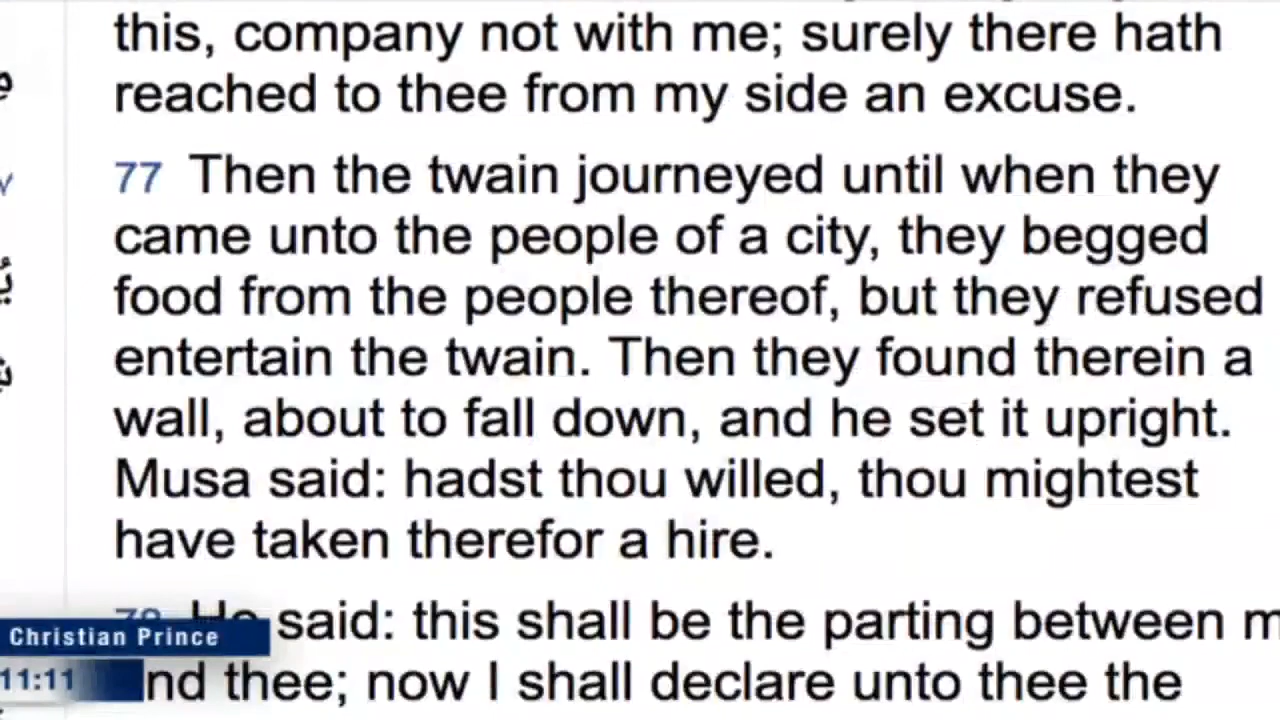 this, company not with me; surely there hath
reached to thee from my side an excuse.
77 Then the twain journeyed until when they
came unto the people of a city, they begged
food from the people thereof, but they refused
entertain the twain. Then they found therein a
wall, about to fall down, and he set it upright.
Musa said: hadst thou willed, thou mightest
have taken therefor a hire.
78 He said: this shall be the parting between m
nd thee; now I shall declare unto thee the
Christian Prince
11:11